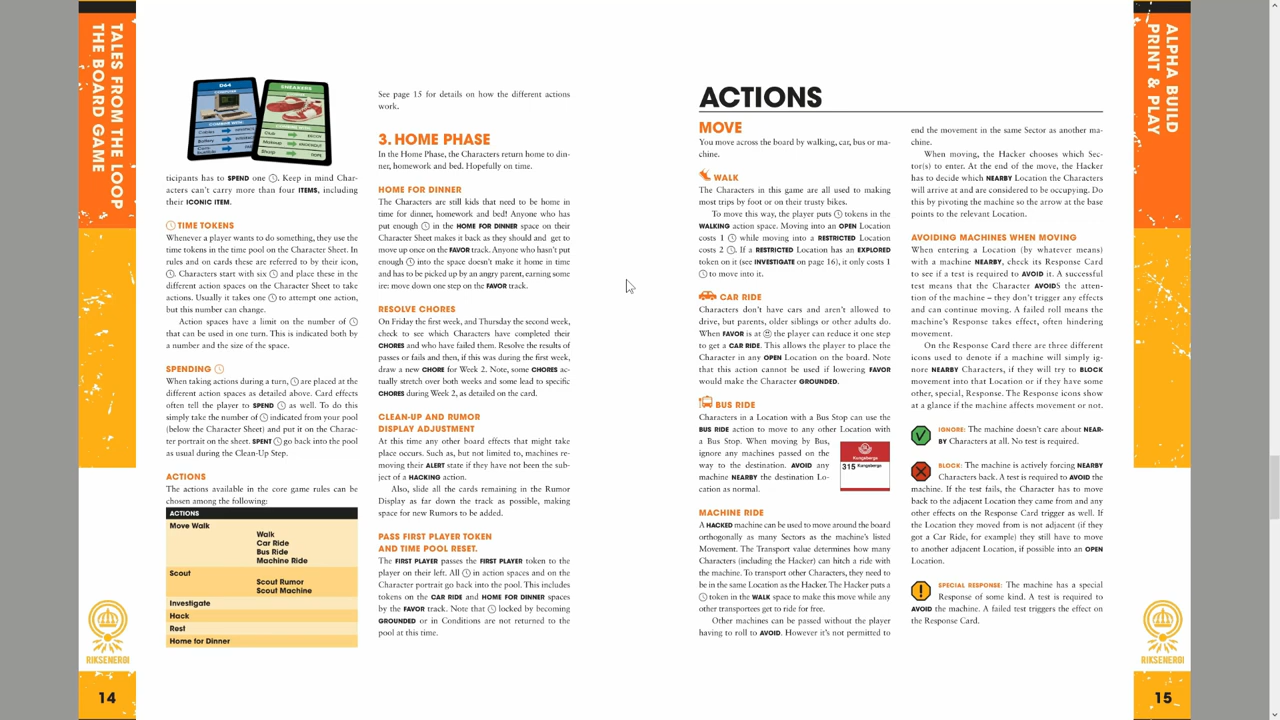 TALES FROM THE LOOP
THE BOARD GAME
D64
COMPUTER
SNEAKERS
ticipants has to SPEND one . Keep in mind Char-
acters can't carry more than four ITEMS, including
their ICONIC ITEM.
TIME TOKENS
Whenever a player wants to do something, they use the
time tokens in the time pool on the Character Sheet. In
rules and on cards these are referred to by their icon,
. Characters start with six and place these in the
different action spaces on the Character Sheet to take
actions. Usually it takes one to attempt one action,
but this number can change.
Action spaces have a limit on the number of
that can be used in one turn. This is indicated both by
a number and the size of the space.
SPENDING
When taking actions during a turn, are placed at the
different action spaces as detailed above. Card effects
often tell the player to SPEND as well. To do this
simply take the number of indicated from your pool
(below the Character Sheet) and put it on the Charac-
ter portrait on the sheet. SPENT go back into the pool
as usual during the Clean-Up Step.
ACTIONS
The actions available in the core game rules can be
chosen among the following:
ACTIONS
Move Walk
Walk
Car Ride
Bus Ride
Machine Ride
Scout
Scout Rumor
Scout Machine
Investigate
Hack
Rest
Home for Dinner
RIKSENERGI
14
See page 15 for details on how the different actions
work.
3. HOME PHASE
In the Home Phase, the Characters return home to din-
ner, homework and bed. Hopefully on time.
HOME FOR DINNER
The Characters are still kids that need to be home in
time for dinner, homework and bed! Anyone who has
put enough in the HOME FOR DINNER space on their
Character Sheet makes it back as they should and get to
move up once on the FAVOR track. Anyone who hasn't put
enough into the space doesn't make it home in time
and has to be picked up by an angry parent, earning some
ire: move down one step on the FAVOR track.
RESOLVE CHORES
On Friday the first week, and Thursday the second week,
check to see which Characters have completed their
CHORES and who have failed them. Resolve the results of
passes or fails and then, if this was during the first week,
draw a new CHORE for Week 2. Note, some CHORES ac-
tually stretch over both weeks and some lead to specific
CHORES during Week 2, as detailed on the card.
CLEAN-UP AND RUMOR
DISPLAY ADJUSTMENT
At this time any other board effects that might take
place occurs. Such as, but not limited to, machines re-
moving their ALERT state if they have not been the sub-
ject of a HACKING action.
Also, slide all the cards remaining in the Rumor
Display as far down the track as possible, making
space for new Rumors to be added.
PASS FIRST PLAYER TOKEN
AND TIME POOL RESET.
The FIRST PLAYER passes the FIRST PLAYER token to the
player on their left. All in action spaces and on the
Character portrait go back into the pool. This includes
tokens on the CAR RIDE and HOME FOR DINNER spaces
by the FAVOR track. Note that locked by becoming
GROUNDED or in Conditions are not returned to the
pool at this time.
ACTIONS
MOVE
You move across the board by walking, car, bus or ma-
chine.
WALK
The Characters in this game are all used to making
most trips by foot or on their trusty bikes.
To move this way, the player puts tokens in the
WALKING action space. Moving into an OPEN Location
costs 1 while moving into a RESTRICTED Location
costs 2 . If a RESTRICTED Location has an EXPLORED
token on it (see INVESTIGATE on page 16), it only costs 1
to move into it.
CAR RIDE
Characters don't have cars and aren't allowed to
drive, but parents, older siblings or other adults do.
When FAVOR is at the player can reduce it one step
to get a CAR RIDE. This allows the player to place the
Character in any OPEN Location on the board. Note
that this action cannot be used if lowering FAVOR
would make the Character GROUNDED.
BUS RIDE
Characters in a Location with a Bus Stop can use the
BUS RIDE action to move to any other Location with
a Bus Stop. When moving by Bus,
ignore any machines passed on the
way to the destination. AVOID any
machine NEARBY the destination Lo-
cation as normal.
Kungsberga
315 Kungsberga
MACHINE RIDE
A HACKED machine can be used to move around the board
orthogonally as many Sectors as the machine's listed
Movement. The Transport value determines how many
Characters (including the Hacker) can hitch a ride with
the machine. To transport other Characters, they need to
be in the same Location as the Hacker. The Hacker puts a
token in the WALK space to make this move while any
other transportees get to ride for free.
Other machines can be passed without the player
having to roll to AVOID. However it's not permitted to
end the movement in the same Sector as another ma-
chine.
When moving, the Hacker chooses which Sec-
tor(s) to enter. At the end of the move, the Hacker
has to decide which NEARBY Location the Characters
will arrive at and are considered to be occupying. Do
this by pivoting the machine so the arrow at the base
points to the relevant Location.
AVOIDING MACHINES WHEN MOVING
When entering a Location (by whatever means)
with a machine NEARBY, check its Response Card
to see if a test is required to AVOID it. A successful
test means that the Character AVOIDS the atten-
tion of the machine – they don't trigger any effects
and can continue moving. A failed roll means the
machine's Response takes effect, often hindering
movement.
On the Response Card there are three different
icons used to denote if a machine will simply ig-
nore NEARBY Characters, if they will try to BLOCK
movement into that Location or if they have some
other, special, Response. The Response icons show
at a glance if the machine affects movement or not.
IGNORE: The machine doesn't care about NEAR-
BY Characters at all. No test is required.
BLOCK: The machine is actively forcing NEARBY
Characters back. A test is required to AVOID the
machine. If the test fails, the Character has to move
back to the adjacent Location they came from and any
other effects on the Response Card trigger as well. If
the Location they moved from is not adjacent (if they
got a Car Ride, for example) they still have to move
to another adjacent Location, if possible into an OPEN
Location.
SPECIAL RESPONSE: The machine has a special
Response of some kind. A test is required to
AVOID the machine. A failed test triggers the effect on
the Response Card.
ALPHA BUILD
PRINT & PLAY
RIKSENERGI
15